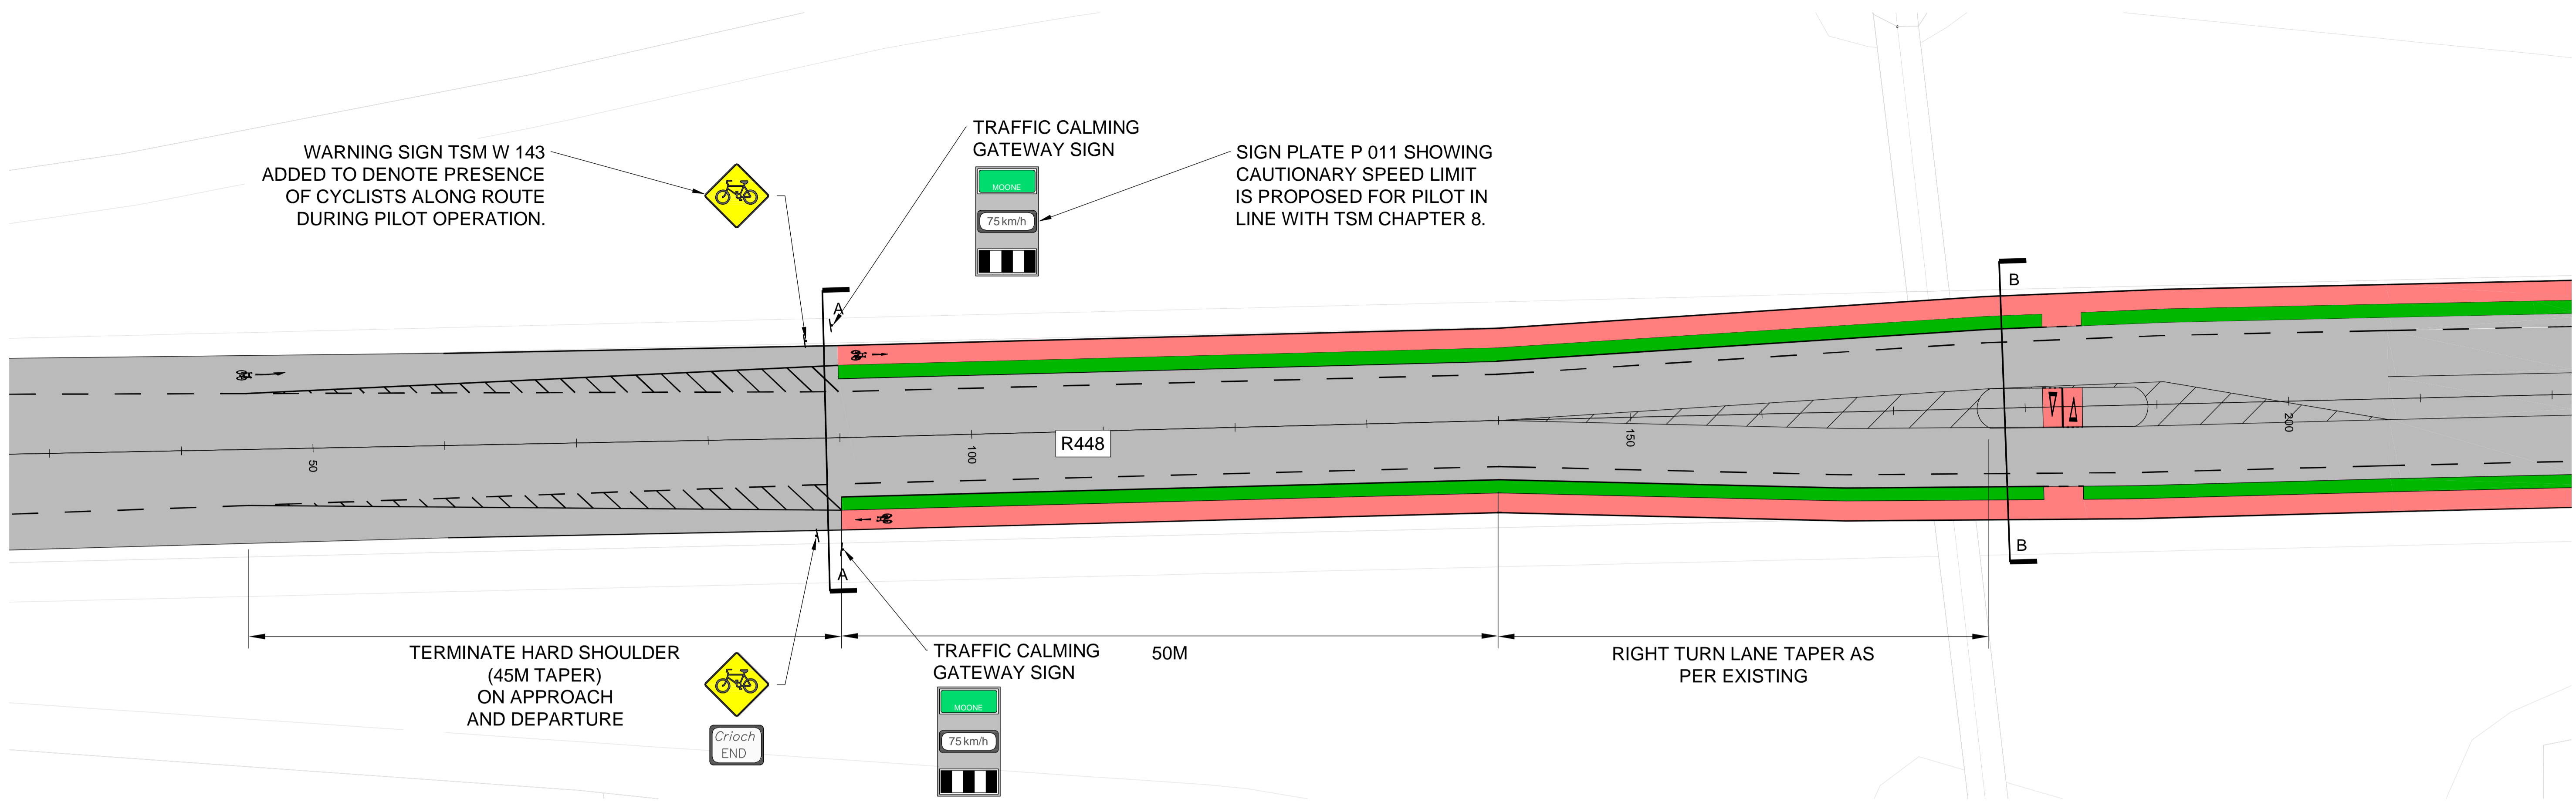 TRAFFIC CALMING
GATEWAY SIGN
WARNING SIGN TSM W 143
ADDED TO DENOTE PRESENCE
OF CYCLISTS ALONG ROUTE
DURING PILOT OPERATION.
SIGN PLATE P 011 SHOWING
CAUTIONARY SPEED LIMIT
IS PROPOSED FOR PILOT IN
LINE WITH TSM CHAPTER 8.
MOONE
75 km/h
A
B
R448
50
100
150
200
A
B
TERMINATE HARD SHOULDER
(45M TAPER)
ON APPROACH
AND DEPARTURE
Crioch
END
TRAFFIC CALMING
GATEWAY SIGN
MOONE
75 km/h
50M
RIGHT TURN LANE TAPER AS
PER EXISTING